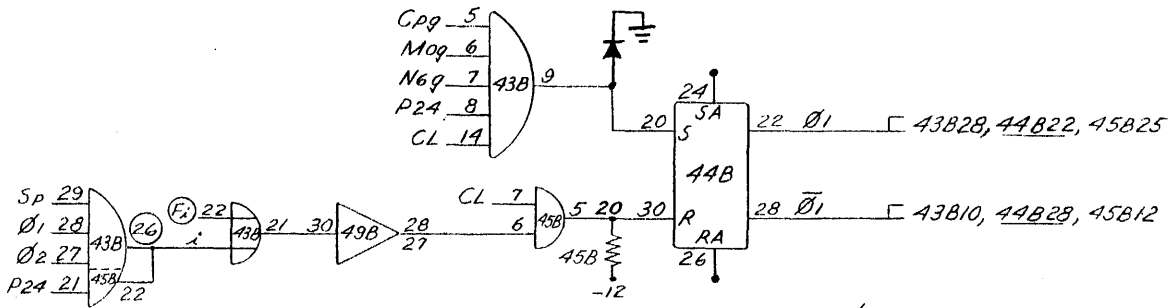 Cpg 5
Mog 6
N6g 7
P24 8
CL 14
43B
9
24
SA
20
S
22 Ø1
43B28, 44B22, 45B25
44B
Sp 29
Ø1 28
Ø2 27
P24 21
43B
45B
22
26
i
Fi 22
43B
21
30
49B
28
27
CL 7
6
45B
5
20
30
R
45B
-12
RA
26
28 Ø1
43B10, 44B28, 45B12